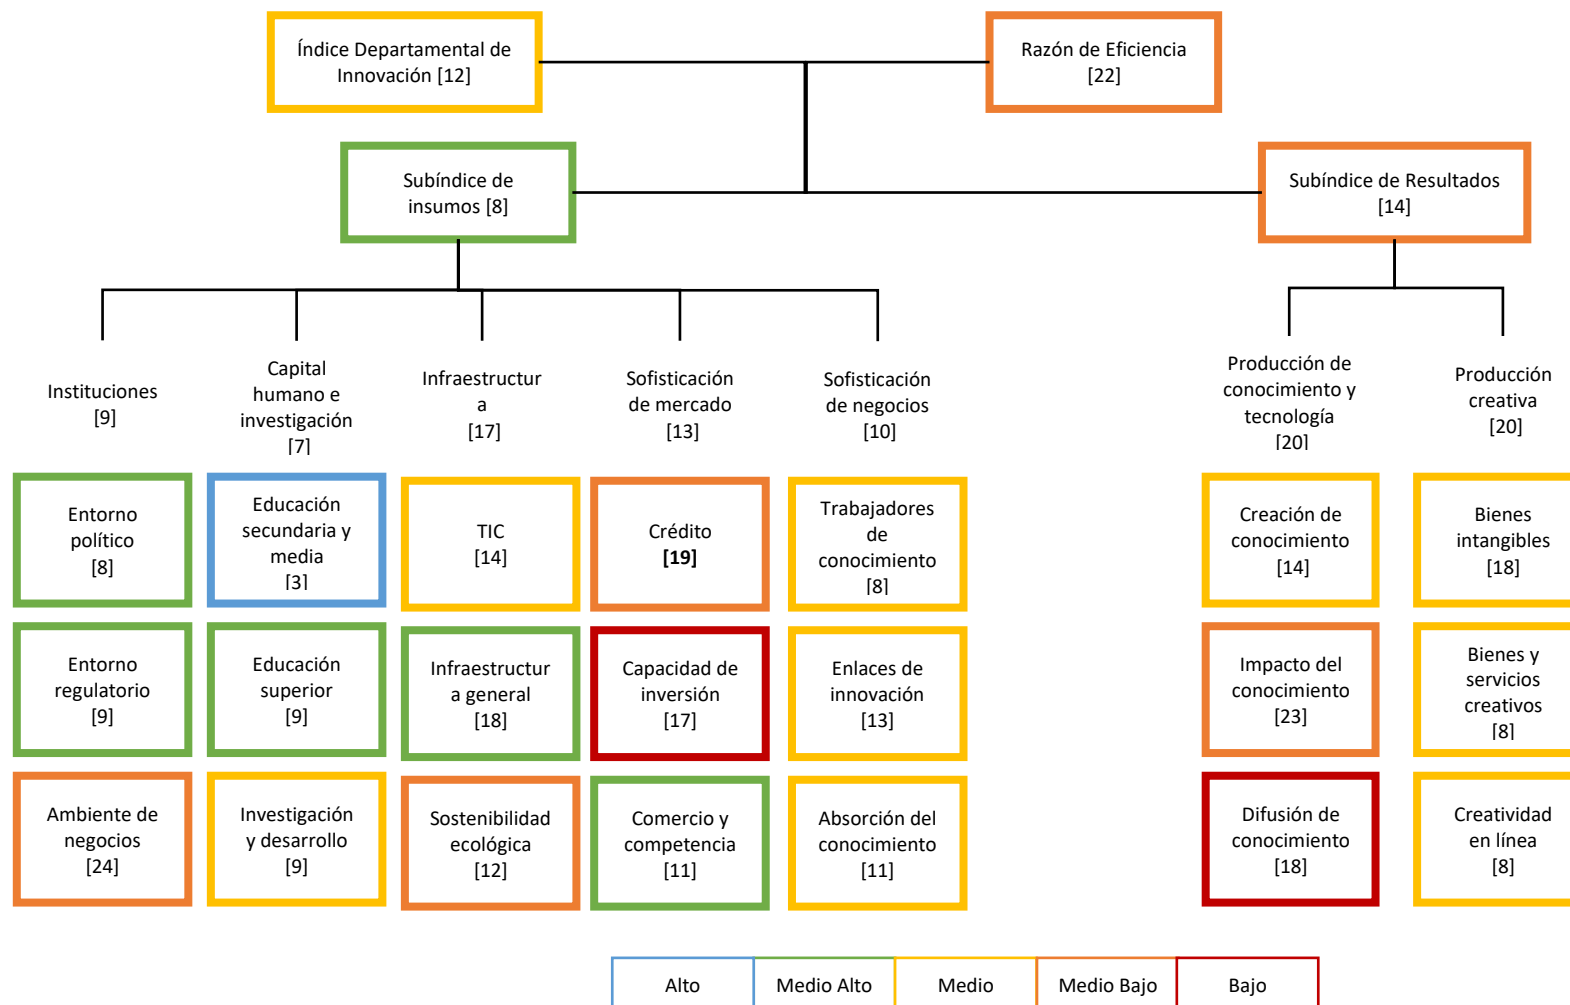 Índice Departamental de
Innovación [12]
Razón de Eficiencia
[22]
Subíndice de
insumos [8]
Subíndice de Resultados
[14]
Instituciones
[9]
Capital
humano e
investigación
[7]
Infraestructur
a
[17]
Sofisticación
de mercado
[13]
Sofisticación
de negocios
[10]
Producción de
conocimiento y
tecnología
[20]
Producción
creativa
[20]
Entorno
político
[8]
Educación
secundaria y
media
[3]
TIC
[14]
Crédito
[19]
Trabajadores
de
conocimiento
[8]
Creación de
conocimiento
[14]
Bienes
intangibles
[18]
Entorno
regulatorio
[9]
Educación
superior
[9]
Infraestructur
a general
[18]
Capacidad de
inversión
[17]
Enlaces de
innovación
[13]
Impacto del
conocimiento
[23]
Bienes y
servicios
creativos
[8]
Ambiente de
negocios
[24]
Investigación
y desarrollo
[9]
Sostenibilidad
ecológica
[12]
Comercio y
competencia
[11]
Absorción del
conocimiento
[11]
Difusión de
conocimiento
[18]
Creatividad
en línea
[8]
Alto
Medio Alto
Medio
Medio Bajo
Bajo